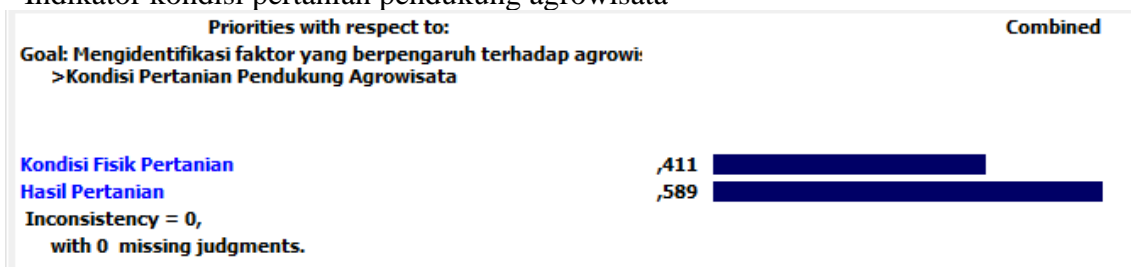 Indikator kondisi pertanian pendukung agrowisata
Priorities with respect to: Combined
Goal: Mengidentifikasi faktor yang berpengaruh terhadap agrowi
>Kondisi Pertanian Pendukung Agrowisata
Kondisi Fisik Pertanian ,411
Hasil Pertanian ,589
Inconsistency = 0,
with 0 missing judgments.